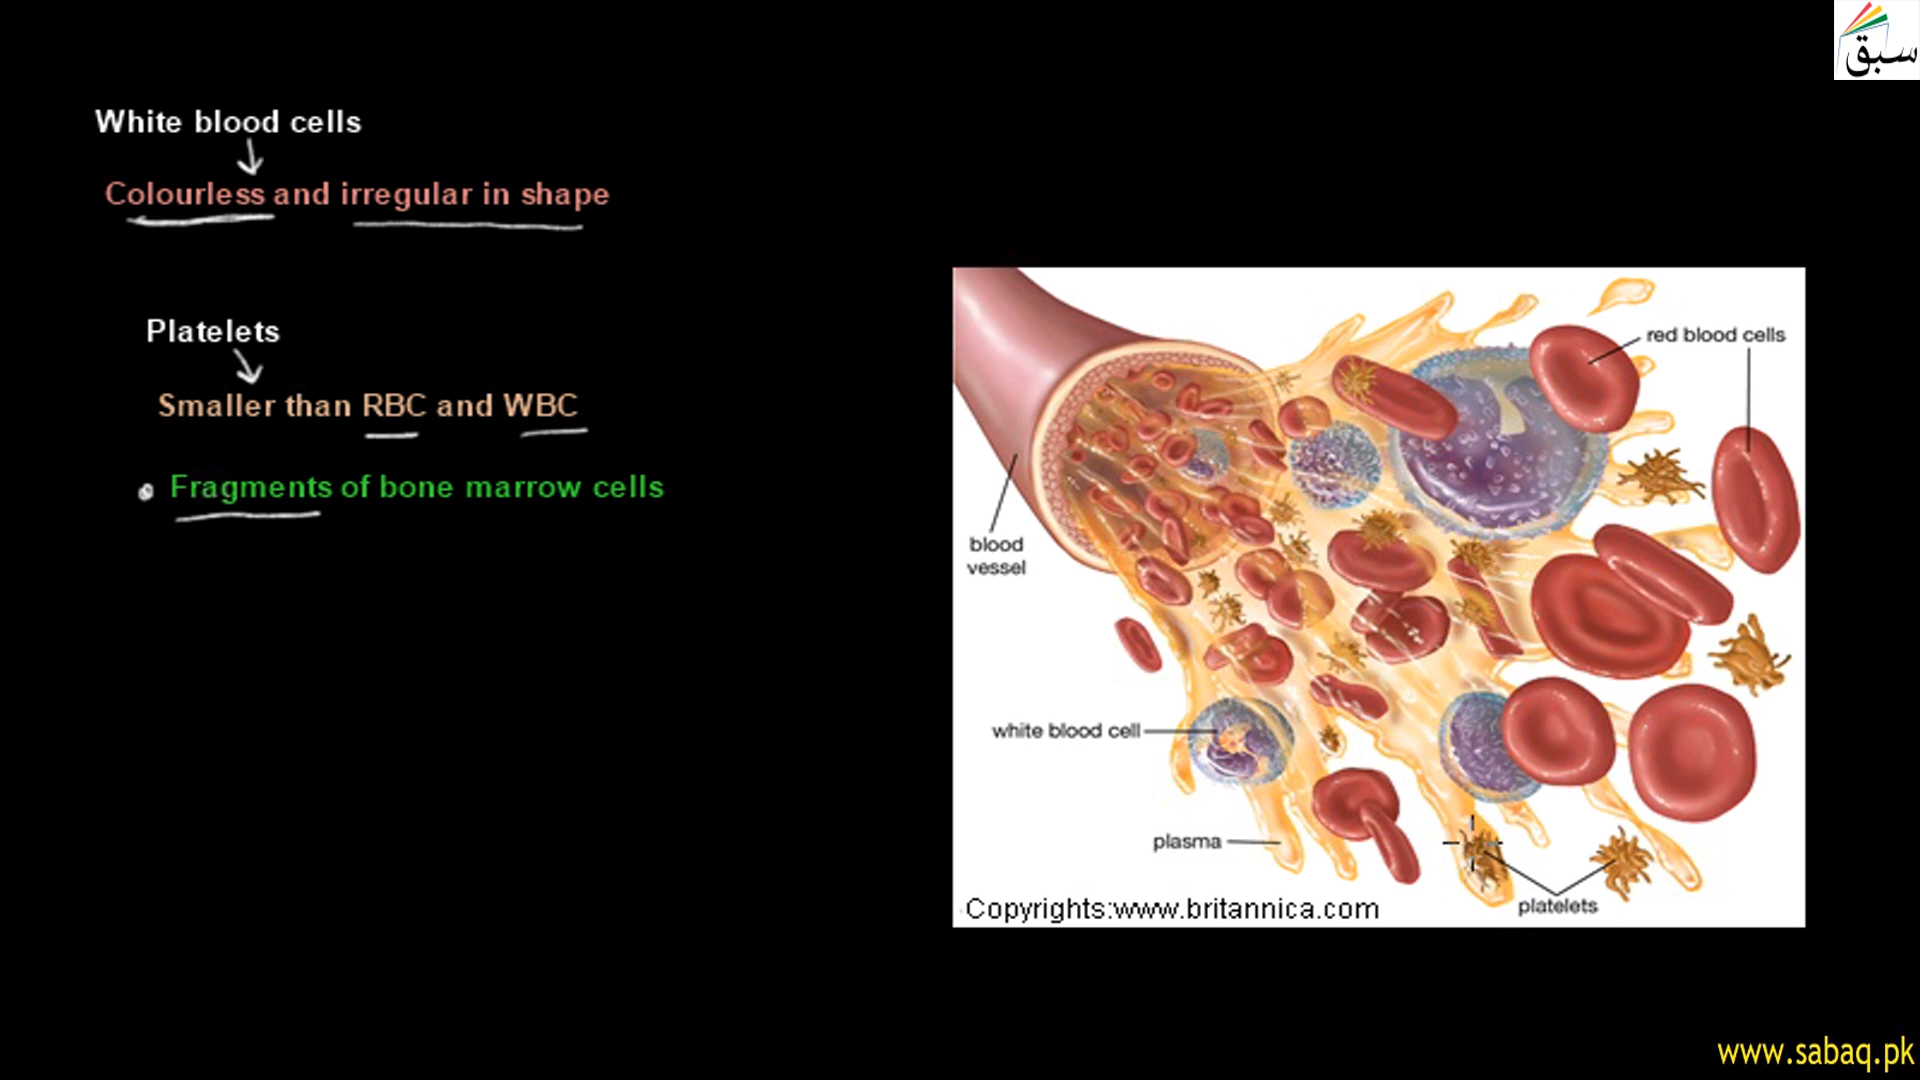 سبق
White blood cells
Colourless and irregular in shape
Platelets
Smaller than RBC and WBC
Fragments of bone marrow cells
red blood cells
blood
vessel
white blood cell
plasma
platelets
Copyrights:www.britannica.com
www.sabaq.pk